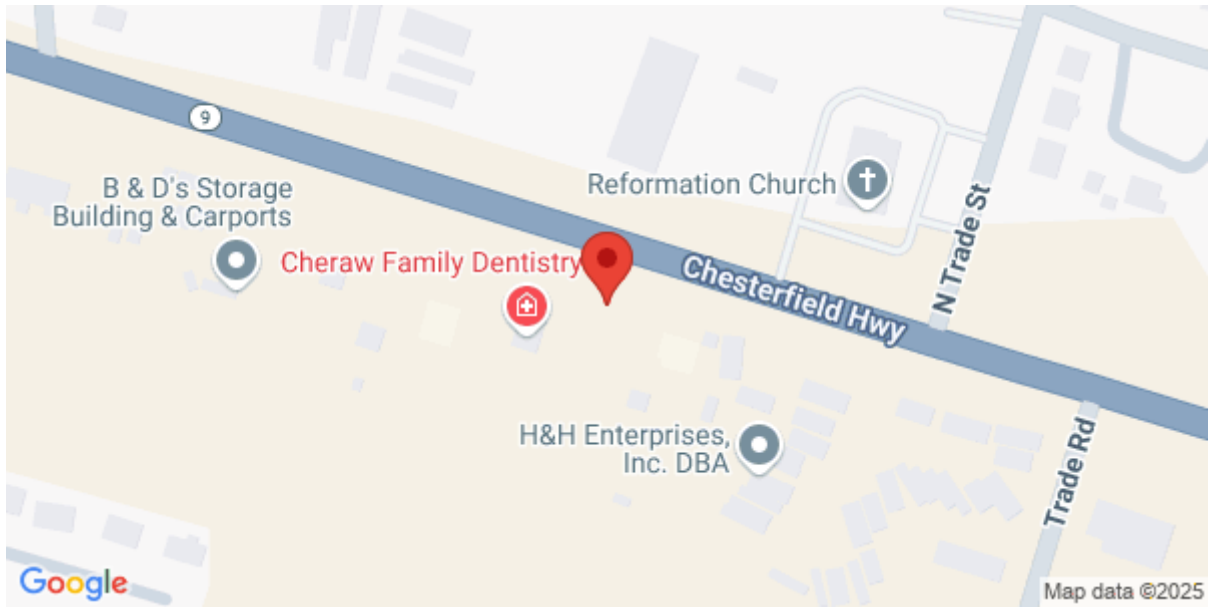 9
B & D's Storage
Building & Carports
Reformation Church
N Trade St
Cheraw Family Dentistry
Chesterfield Hwy
H&H Enterprises,
Inc. DBA
Trade Rd
Google
Map data ©2025